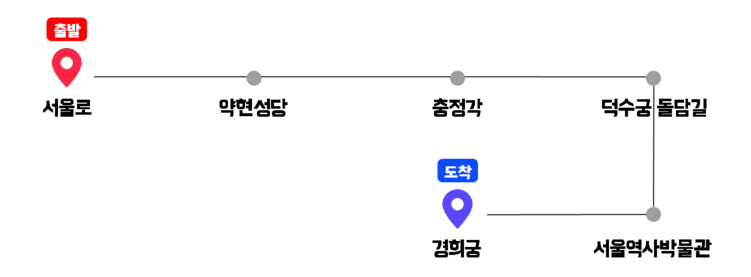 출발
서울로
약현성당
충정각
덕수궁 돌담길
도착
경희궁
서울역사박물관